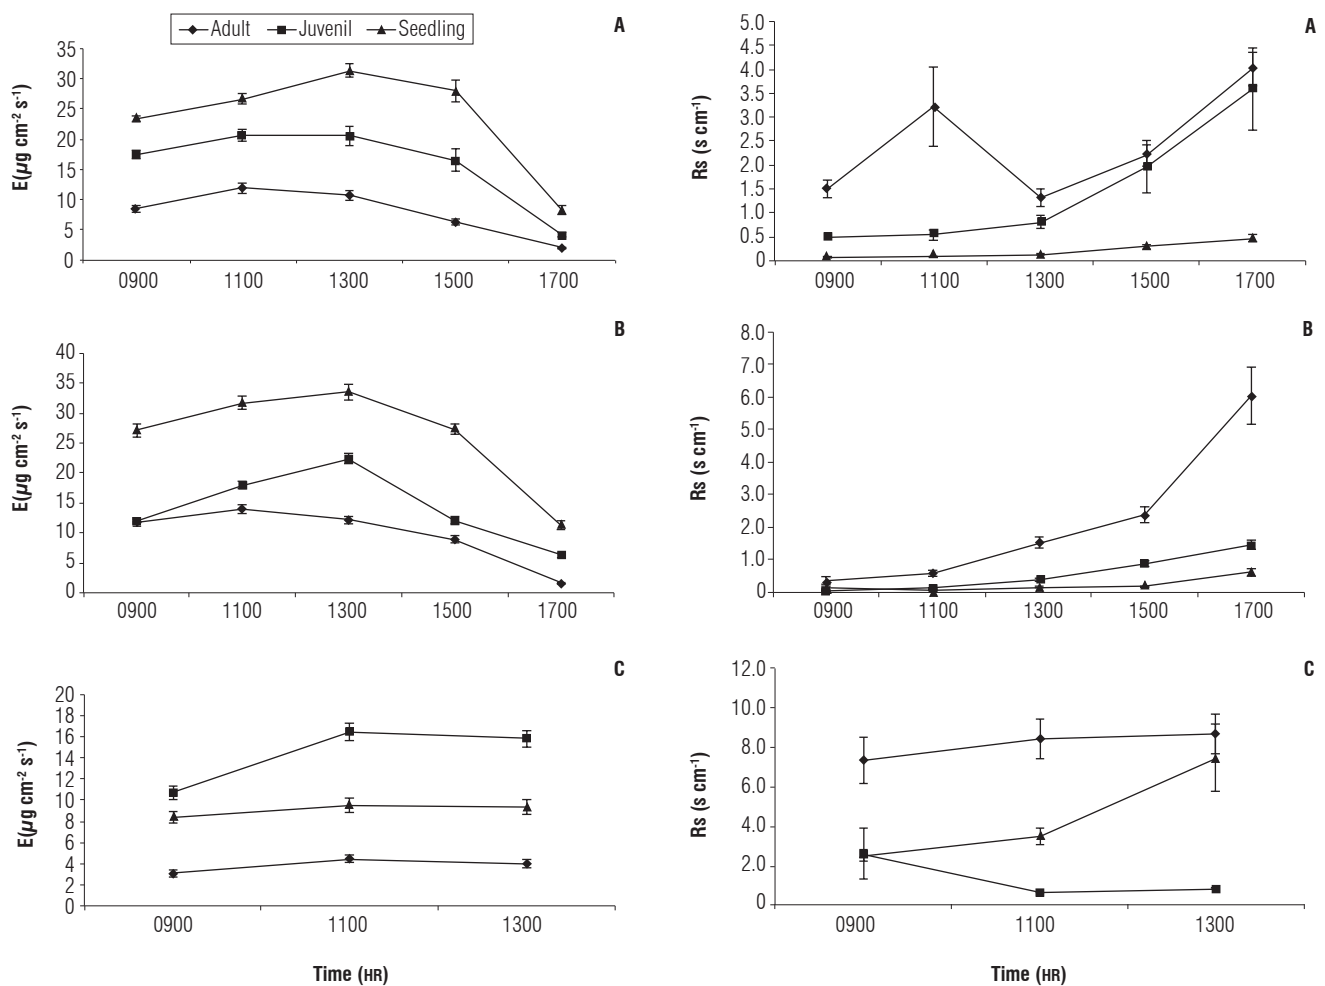 Adult Juvenil Seedling
A
35
30
25
20
15
10
5
0
E(µg cm-2 s-1)
0900 1100 1300 1500 1700
A
5.0
4.5
4.0
3.5
3.0
2.5
2.0
1.5
1.0
0.5
0
Rs (s cm-1)
0900 1100 1300 1500 1700
B
40
35
30
25
20
15
10
5
0
E(µg cm-2 s-1)
0900 1100 1300 1500 1700
B
8.0
7.0
6.0
5.0
4.0
3.0
2.0
1.0
0
Rs (s cm-1)
0900 1100 1300 1500 1700
C
20
18
16
14
12
10
8
6
4
2
0
E(µg cm-2 s-1)
0900 1100 1300
Time (HR)
C
12.0
10.0
8.0
6.0
4.0
2.0
0
Rs (s cm-1)
0900 1100 1300
Time (HR)